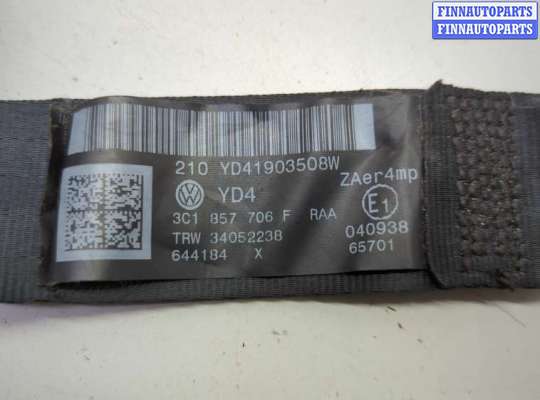 FINNAUTOPARTS
FINNAUTOPARTS
210 YD41903508W
YD4
ZAer4mp
3C1 857 706 F RAA
E1
TRW 34052238
040938
644184 X
65701